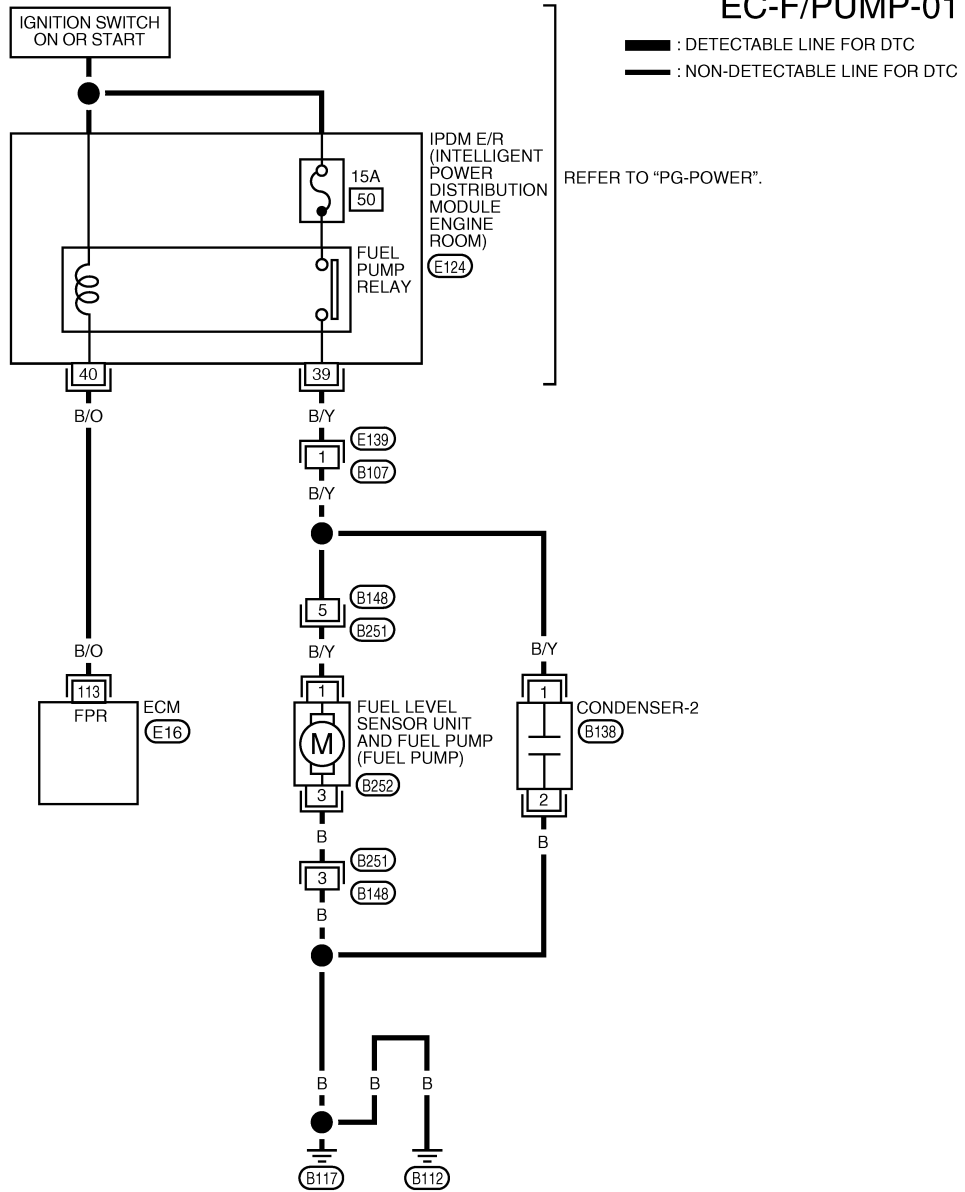 EC-F/PUMP-01
IGNITION SWITCH
ON OR START
: DETECTABLE LINE FOR DTC
: NON-DETECTABLE LINE FOR DTC
IPDM E/R
(INTELLIGENT
POWER
DISTRIBUTION
MODULE
ENGINE
ROOM)
E124
REFER TO “PG-POWER”.
15A
50
FUEL
PUMP
RELAY
40
39
B/O
B/Y
E139
1
B107
B/Y
B148
5
B251
B/O
B/Y
B/Y
113
FPR
ECM
E16
1
M
3
FUEL LEVEL
SENSOR UNIT
AND FUEL PUMP
(FUEL PUMP)
B252
1
2
CONDENSER-2
B138
B
B
B251
3
B148
B
B
B
B
B117
B112